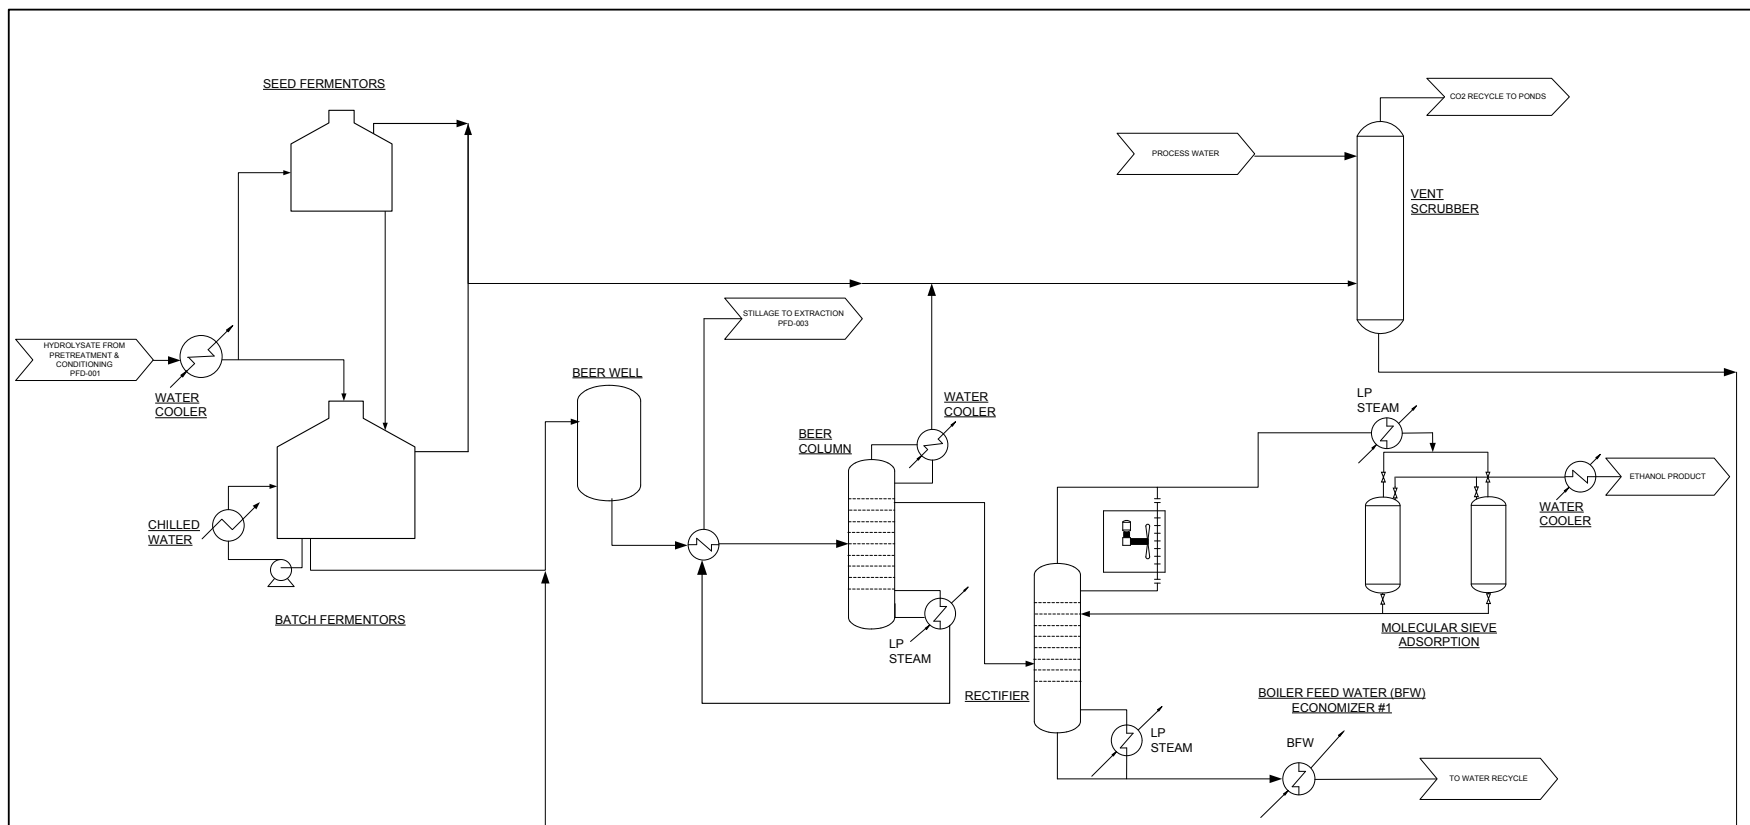 SEED FERMENTORS
CO2 RECYCLE TO PONDS
PROCESS WATER
VENT
SCRUBBER
STILLAGE TO EXTRACTION
PFD-003
HYDROLYSATE FROM
PRETREATMENT &
CONDITIONING
PFD-001
WATER
COOLER
BEER WELL
BEER
COLUMN
WATER
COOLER
LP
STEAM
ETHANOL PRODUCT
WATER
COOLER
CHILLED
WATER
BATCH FERMENTORS
LP
STEAM
MOLECULAR SIEVE
ADSORPTION
RECTIFIER
BOILER FEED WATER (BFW)
ECONOMIZER #1
LP
STEAM
BFW
TO WATER RECYCLE